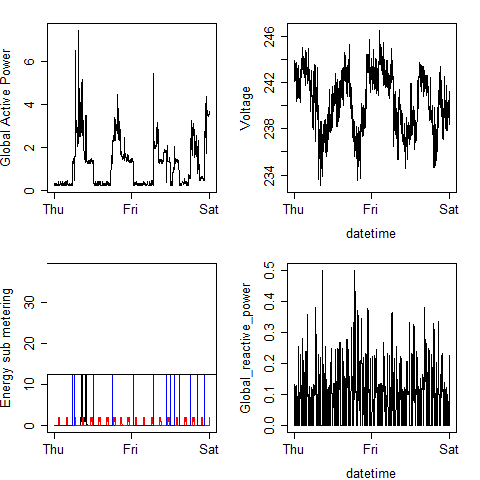 Global Active Power
6
4
2
0
Thu Fri Sat
Voltage
246
242
238
234
Thu Fri Sat
datetime
Energy sub metering
30
20
10
0
Thu Fri Sat
Global_reactive_power
0.5
0.4
0.3
0.2
0.1
0.0
Thu Fri Sat
datetime